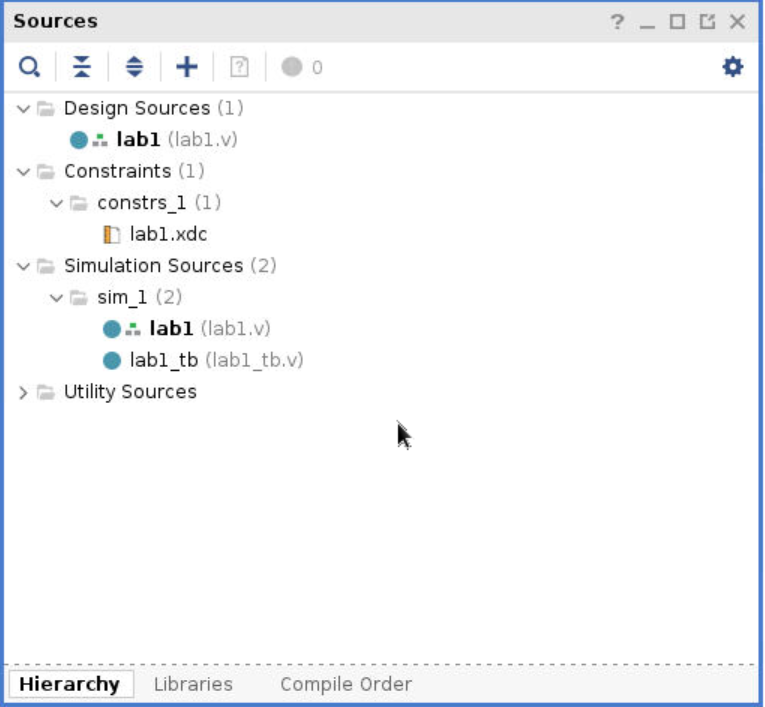 Sources
? 0
Design Sources (1)
lab1 (lab1.v)
Constraints (1)
constrs_1 (1)
lab1.xdc
Simulation Sources (2)
sim_1 (2)
lab1 (lab1.v)
lab1_tb (lab1_tb.v)
Utility Sources
Hierarchy Libraries Compile Order